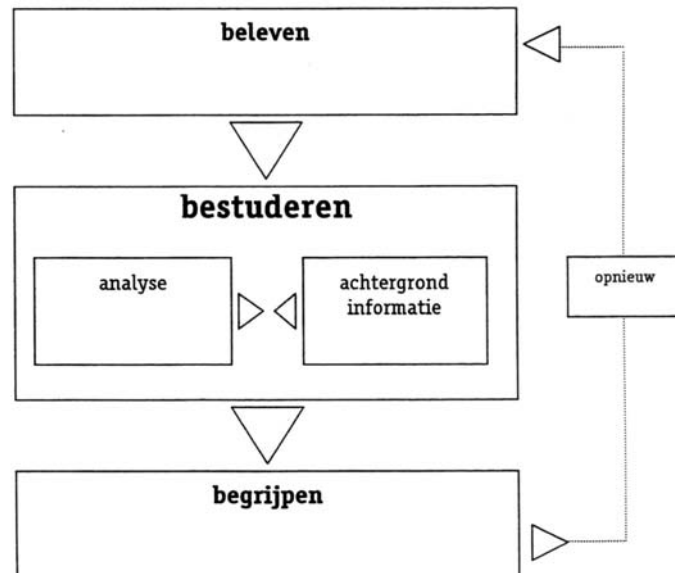 beleven
bestuderen
analyse
achtergrond
informatie
opnieuw
begrijpen